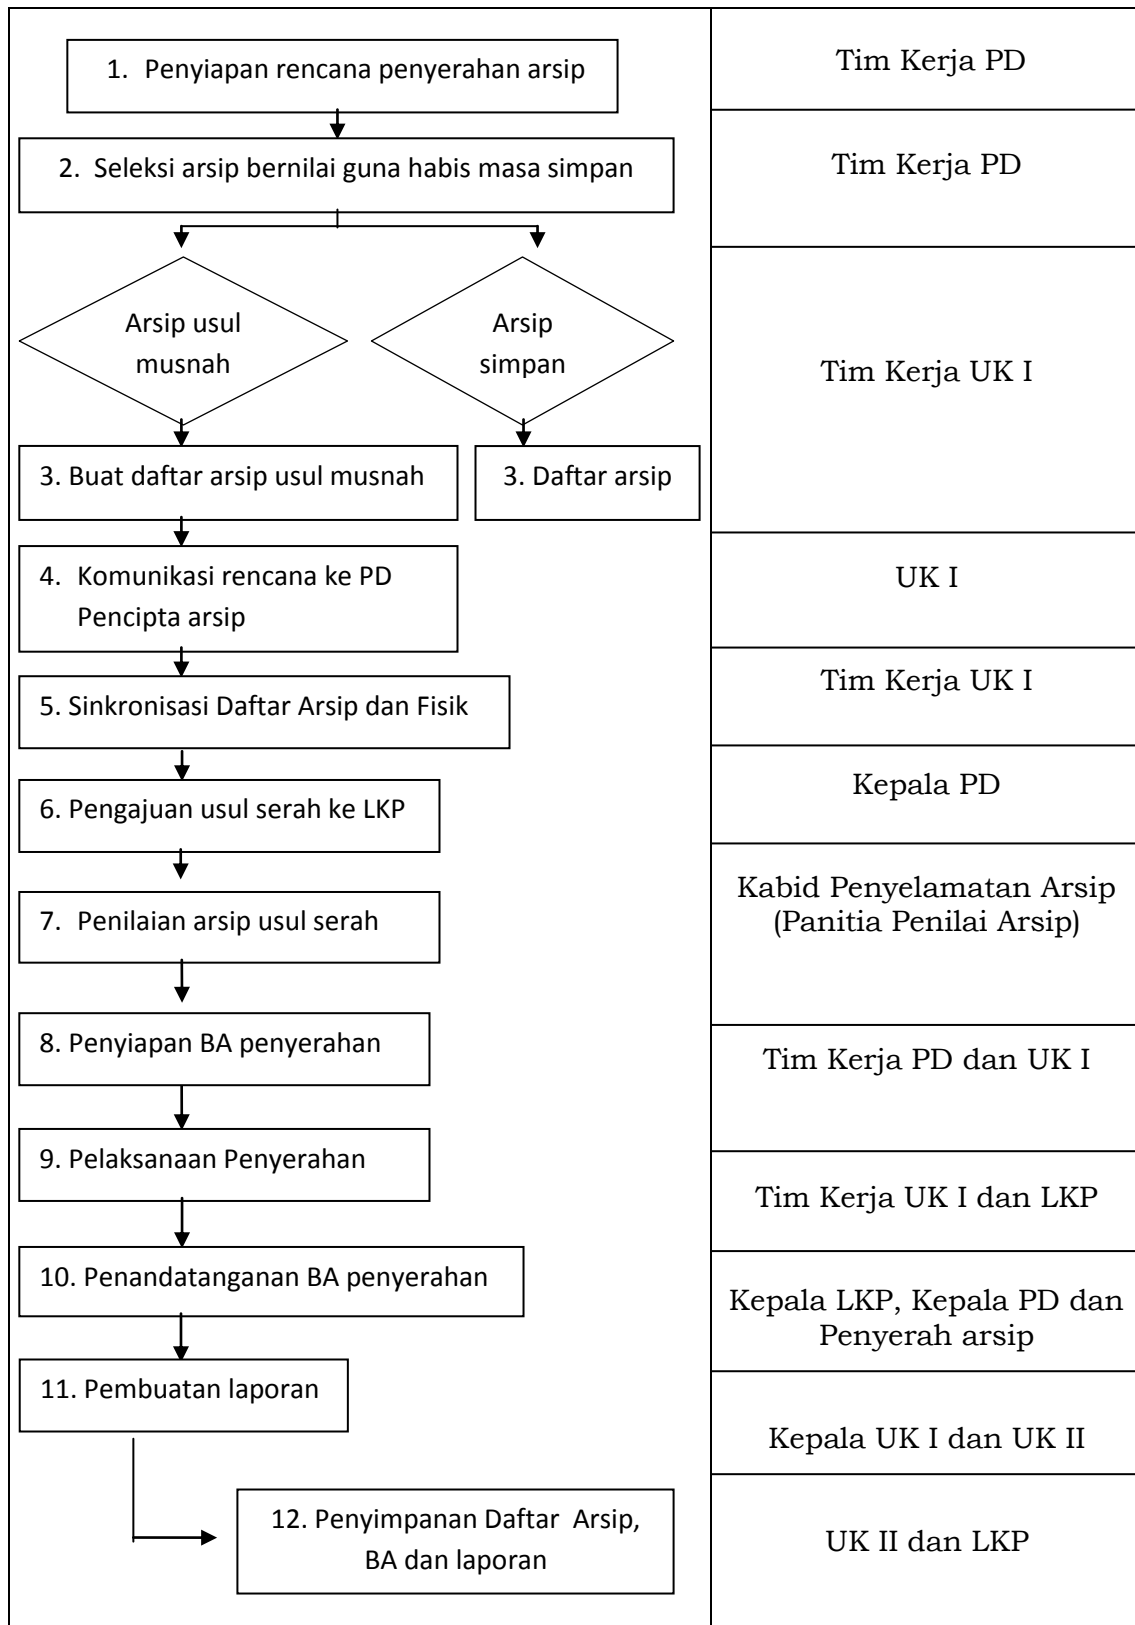 1. Penyiapan rencana penyerahan arsip
Tim Kerja PD
2. Seleksi arsip bernilai guna habis masa simpan
Tim Kerja PD
Arsip usul
musnah
Arsip
simpan
Tim Kerja UK I
3. Buat daftar arsip usul musnah
3. Daftar arsip
4. Komunikasi rencana ke PD
Pencipta arsip
UK I
5. Sinkronisasi Daftar Arsip dan Fisik
Tim Kerja UK I
6. Pengajuan usul serah ke LKP
Kepala PD
7. Penilaian arsip usul serah
Kabid Penyelamatan Arsip
(Panitia Penilai Arsip)
8. Penyiapan BA penyerahan
Tim Kerja PD dan UK I
9. Pelaksanaan Penyerahan
Tim Kerja UK I dan LKP
10. Penandatanganan BA penyerahan
Kepala LKP, Kepala PD dan
Penyerah arsip
11. Pembuatan laporan
Kepala UK I dan UK II
12. Penyimpanan Daftar Arsip,
BA dan laporan
UK II dan LKP